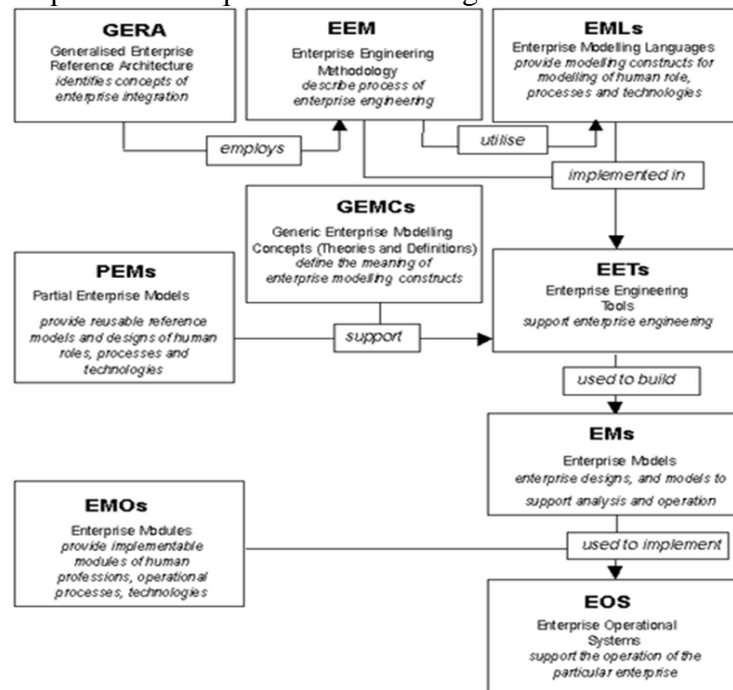 GERA
Generalised Enterprise
Reference Architecture
identifies concepts of
enterprise integration
EEM
Enterprise Engineering
Methodology
describe process of
enterprise engineering
EMLs
Enterprise Modelling Languages
provide modelling constructs for
modelling of human role,
processes and technologies
employs
utilise
implemented in
GEMCs
Generic Enterprise Modelling
Concepts (Theories and Definitions)
define the meaning of
enterprise modelling constructs
PEMs
Partial Enterprise Models
provide reusable reference
models and designs of human
roles, processes and
technologies
EETs
Enterprise Engineering
Tools
support enterprise engineering
support
used to build
EMs
Enterprise Models
enterprise designs, and models to
support analysis and operation
EMOs
Enterprise Modules
provide implementable
modules of human
professions, operational
processes, technologies
used to implement
EOS
Enterprise Operational
Systems
support the operation of the
particular enterprise